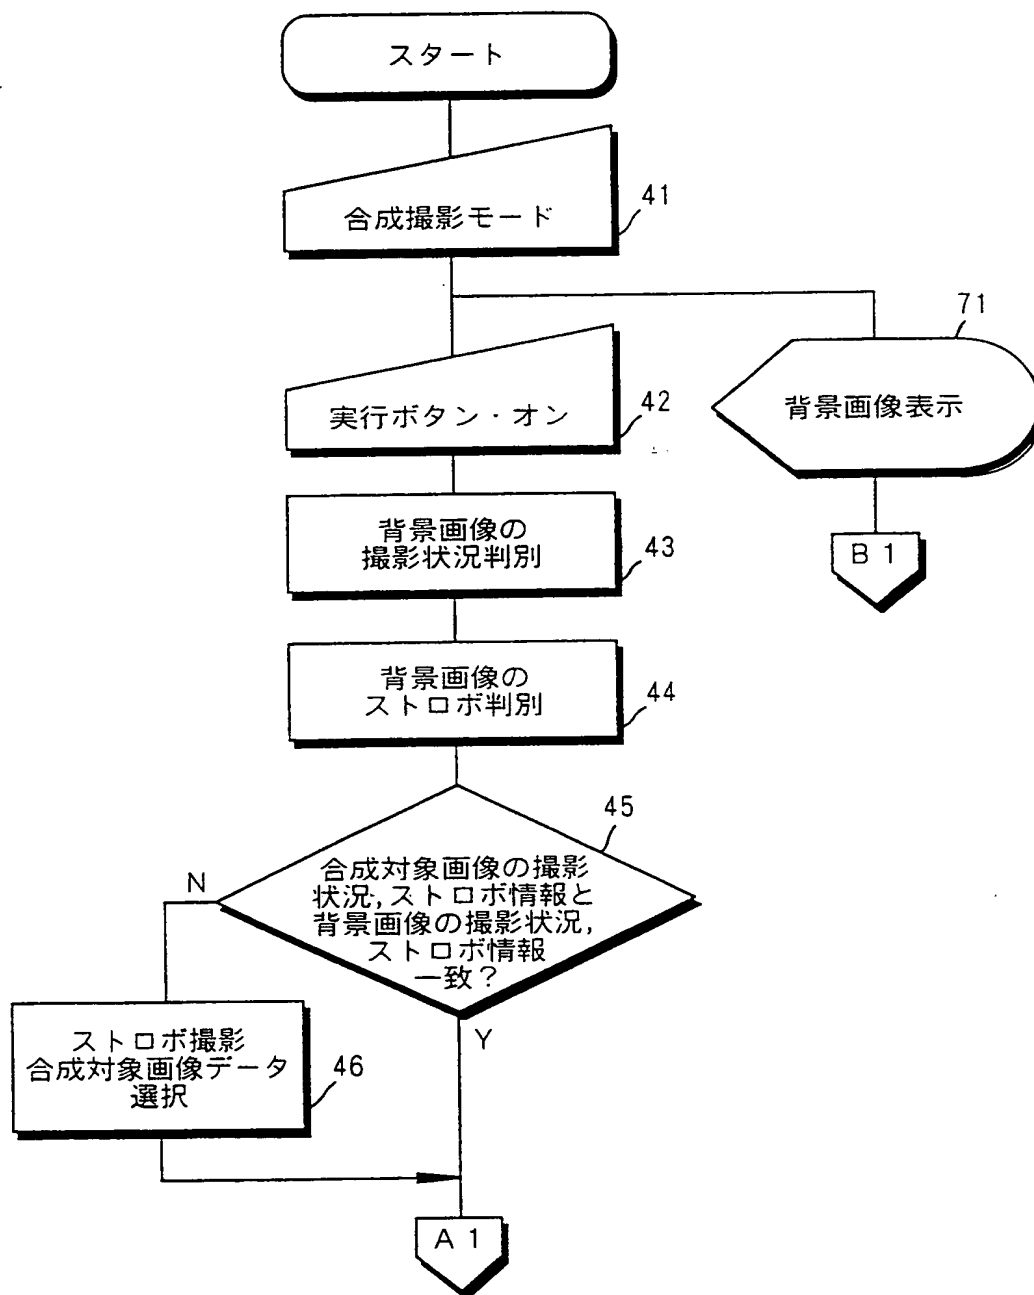 スタート
合成撮影モード
41
71
背景画像表示
実行ボタン・オン
42
B 1
背景画像の
撮影状況判別
43
背景画像の
ストロボ判別
44
45
合成対象画像の撮影
状況,ストロボ情報と
背景画像の撮影状況,
ストロボ情報
一致?
N
Y
ストロボ撮影
合成対象画像データ
選択
46
A 1